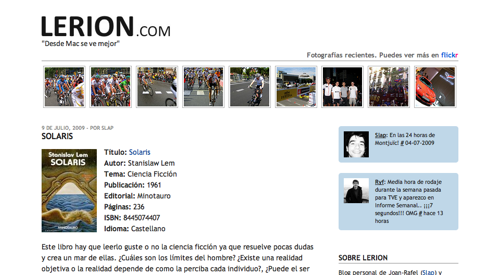 LERION.COM
"Desde Mac se ve mejor"
Fotografías recientes. Puedes ver más en flickr
9 DE JULIO, 2009 - POR SLAP
SOLARIS
Stanislav Lem
SOLARIS
minotauro
Título: Solaris
Autor: Stanislaw Lem
Tema: Ciencia Ficción
Publicación: 1961
Editorial: Minotauro
Páginas: 236
ISBN: 8445074407
Idioma: Castellano
Este libro hay que leerlo guste o no la ciencia ficción ya que resuelve pocas dudas
y crea un mar de ellas. ¿Cuáles son los límites del hombre? ¿Existe una realidad
objetiva o la realidad depende de como la perciba cada individuo?, ¿Puede el ser
Slap: En las 24 horas de
Montjuïc! # 04-07-2009
Ryf: Media hora de rodaje
durante la semana pasada
para TVE y aparezco en
Informe Semanal.. ¡¡¡7
segundos!!! OMG # hace 13
horas
SOBRE LERION
Blog personal de Joan-Rafel (Slap) y